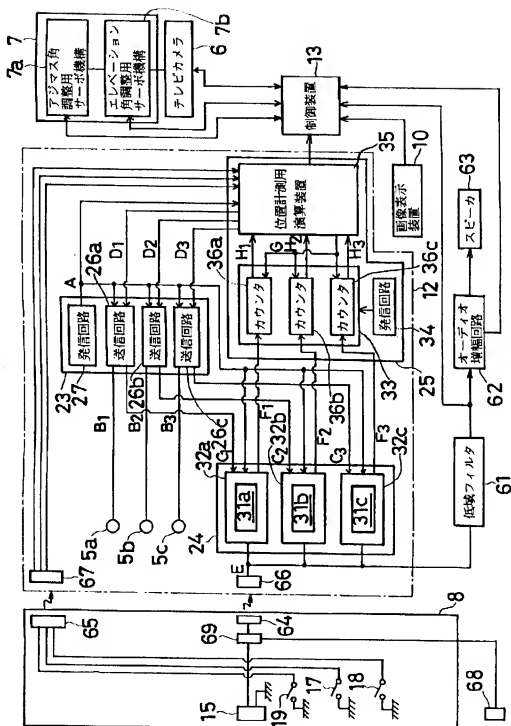 7
7a
アジマス角
調整用
サーボ機構
7b
エレベーション
角調整用
サーボ機構
テレビカメラ
6
13
制御装置
35
位置計測用
演算装置
10
画像表示
装置
63
スピーカ
12
A
D1
D2
D3
26a
発信回路
送信回路
送信回路
送信回路
23
27
26b
26c
B1
B2
B3
5a
5b
5c
36a
H1
G
H2
H3
カウンタ
カウンタ
カウンタ
36b
36c
発信回路
34
33
25
C1
32a
F1
C2
32b
F2
C3
F3
32c
31a
31b
31c
24
E
オーディオ
増幅回路
62
低域フィルタ
61
67
66
65
64
69
8
15
19
17
18
68